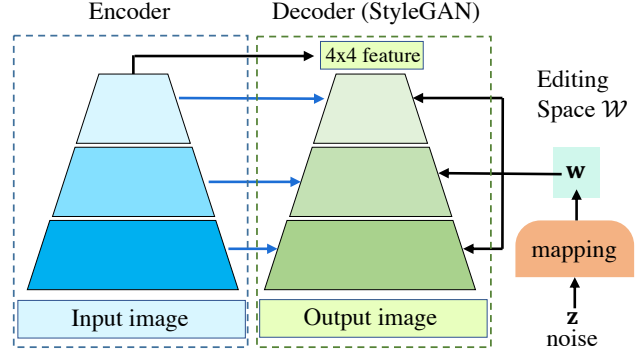 Encoder
Decoder (StyleGAN)
4x4 feature
Editing
Space 𝒲
w
mapping
z
noise
Input image
Output image